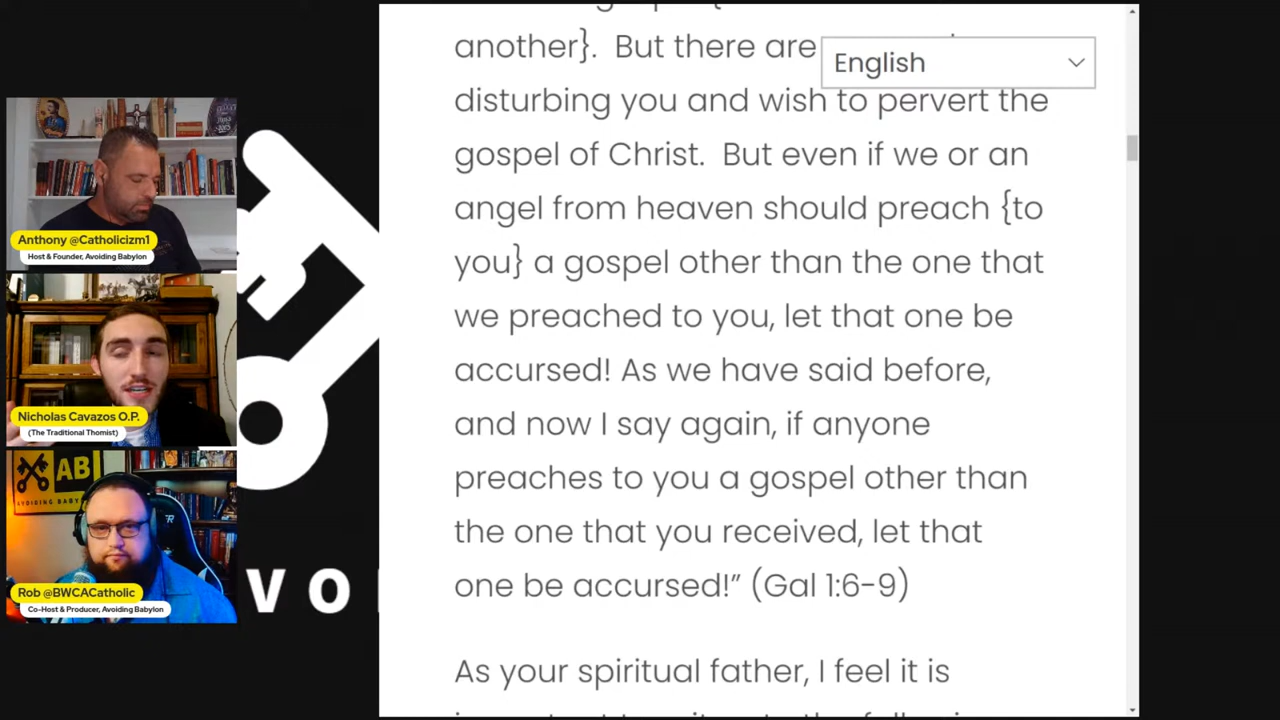 another}. But there are
English
disturbing you and wish to pervert the
gospel of Christ. But even if we or an
angel from heaven should preach {to
you} a gospel other than the one that
we preached to you, let that one be
accursed! As we have said before,
and now I say again, if anyone
preaches to you a gospel other than
the one that you received, let that
one be accursed!” (Gal 1:6-9)
As your spiritual father, I feel it is
Anthony @Catholicizm1
Host & Founder, Avoiding Babylon
Nicholas Cavazos O.P.
(The Traditional Thomist)
AB
Rob @BWCACatholic
Co-Host & Producer, Avoiding Babylon
VO